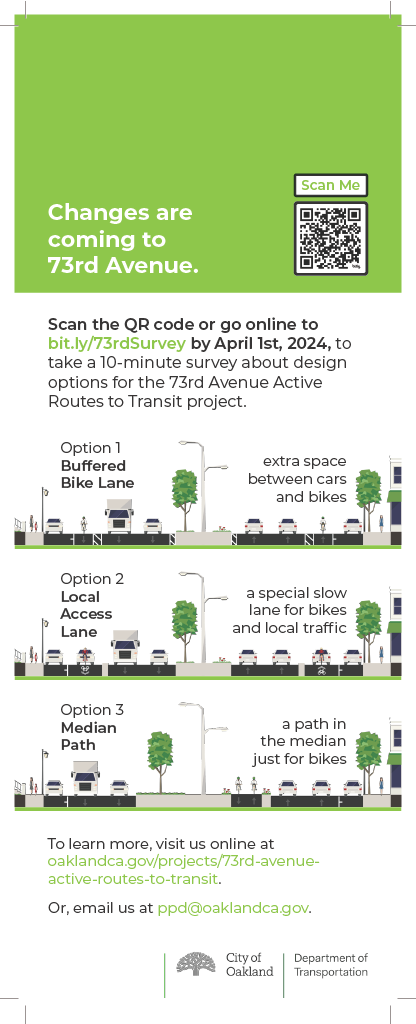 Scan Me
Changes are
coming to
73rd Avenue.
Scan the QR code or go online to
bit.ly/73rdSurvey by April 1st, 2024, to
take a 10-minute survey about design
options for the 73rd Avenue Active
Routes to Transit project.
Option 1
Buffered
Bike Lane
extra space
between cars
and bikes
Option 2
Local
Access
Lane
a special slow
lane for bikes
and local traffic
Option 3
Median
Path
a path in
the median
just for bikes
To learn more, visit us online at
oaklandca.gov/projects/73rd-avenue-
active-routes-to-transit.
Or, email us at ppd@oaklandca.gov.
City of
Oakland
Department of
Transportation